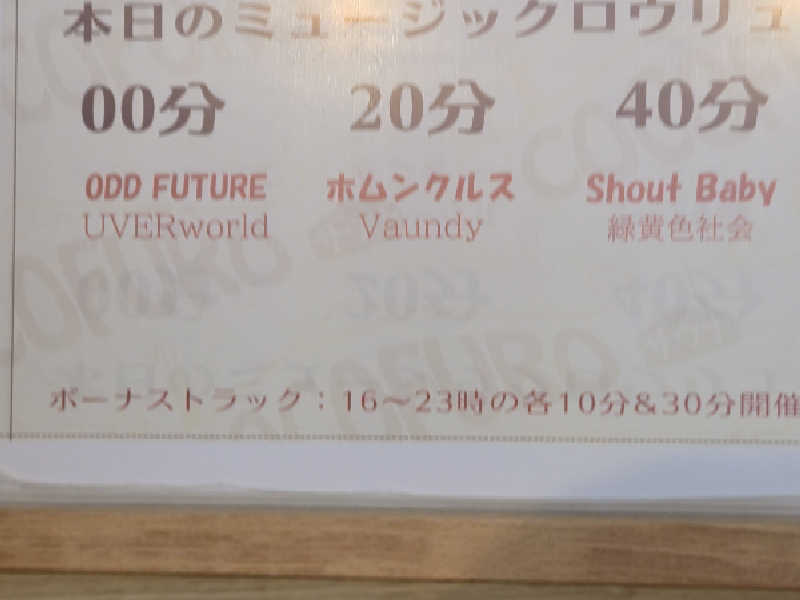 本日のミュージックロウリュ
00分 20分 40分
ODD FUTURE ホムンクルス Shout Baby
UVERworld Vaundy 緑黄色社会
ボーナストラック：16～23時の各10分&30分開催